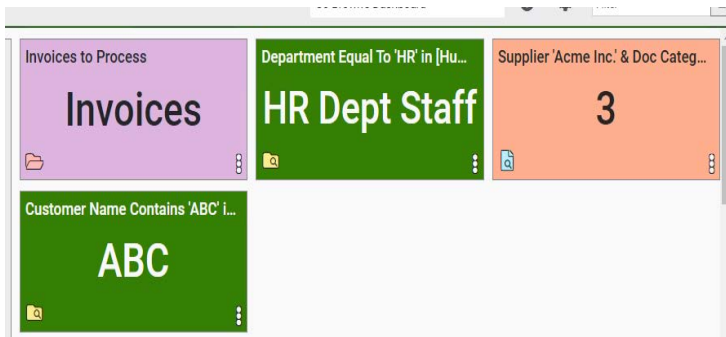 Invoices to Process
Invoices
Department Equal To 'HR' in [Hu...
HR Dept Staff
Supplier 'Acme Inc.' & Doc Categ...
3
Customer Name Contains 'ABC' i...
ABC